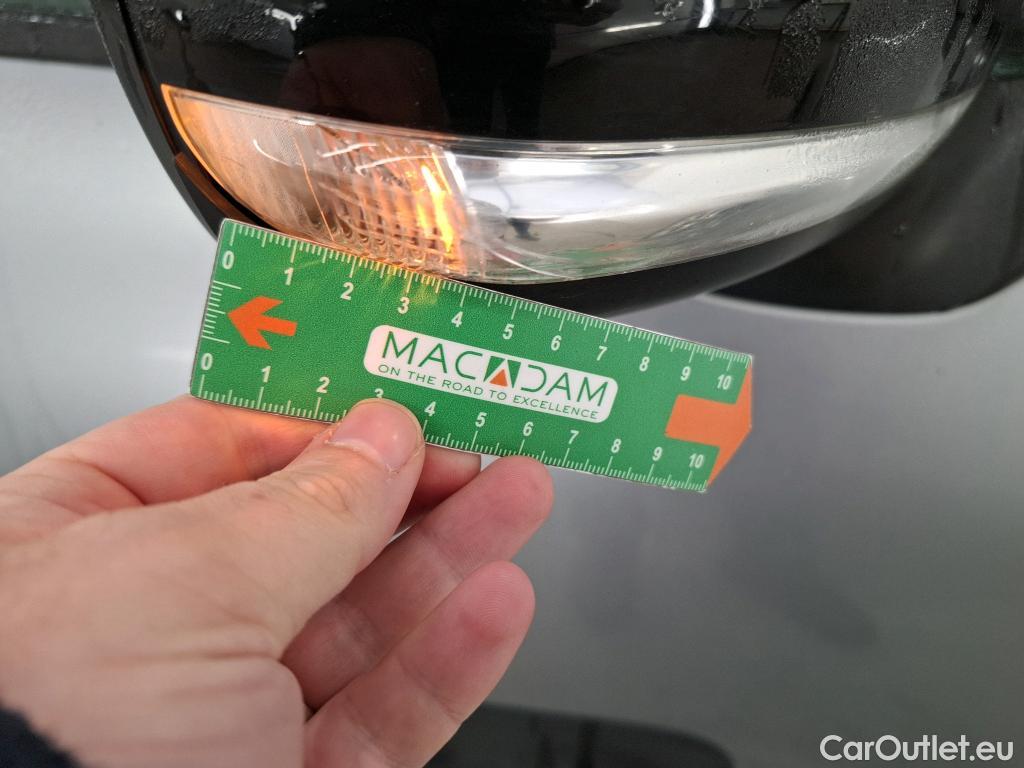 0 1 2 3 4 5 6 7 8 9 10
MACADAM
ON THE ROAD TO EXCELLENCE
0 1 2 3 4 5 6 7 8 9 10
CarOutlet.eu